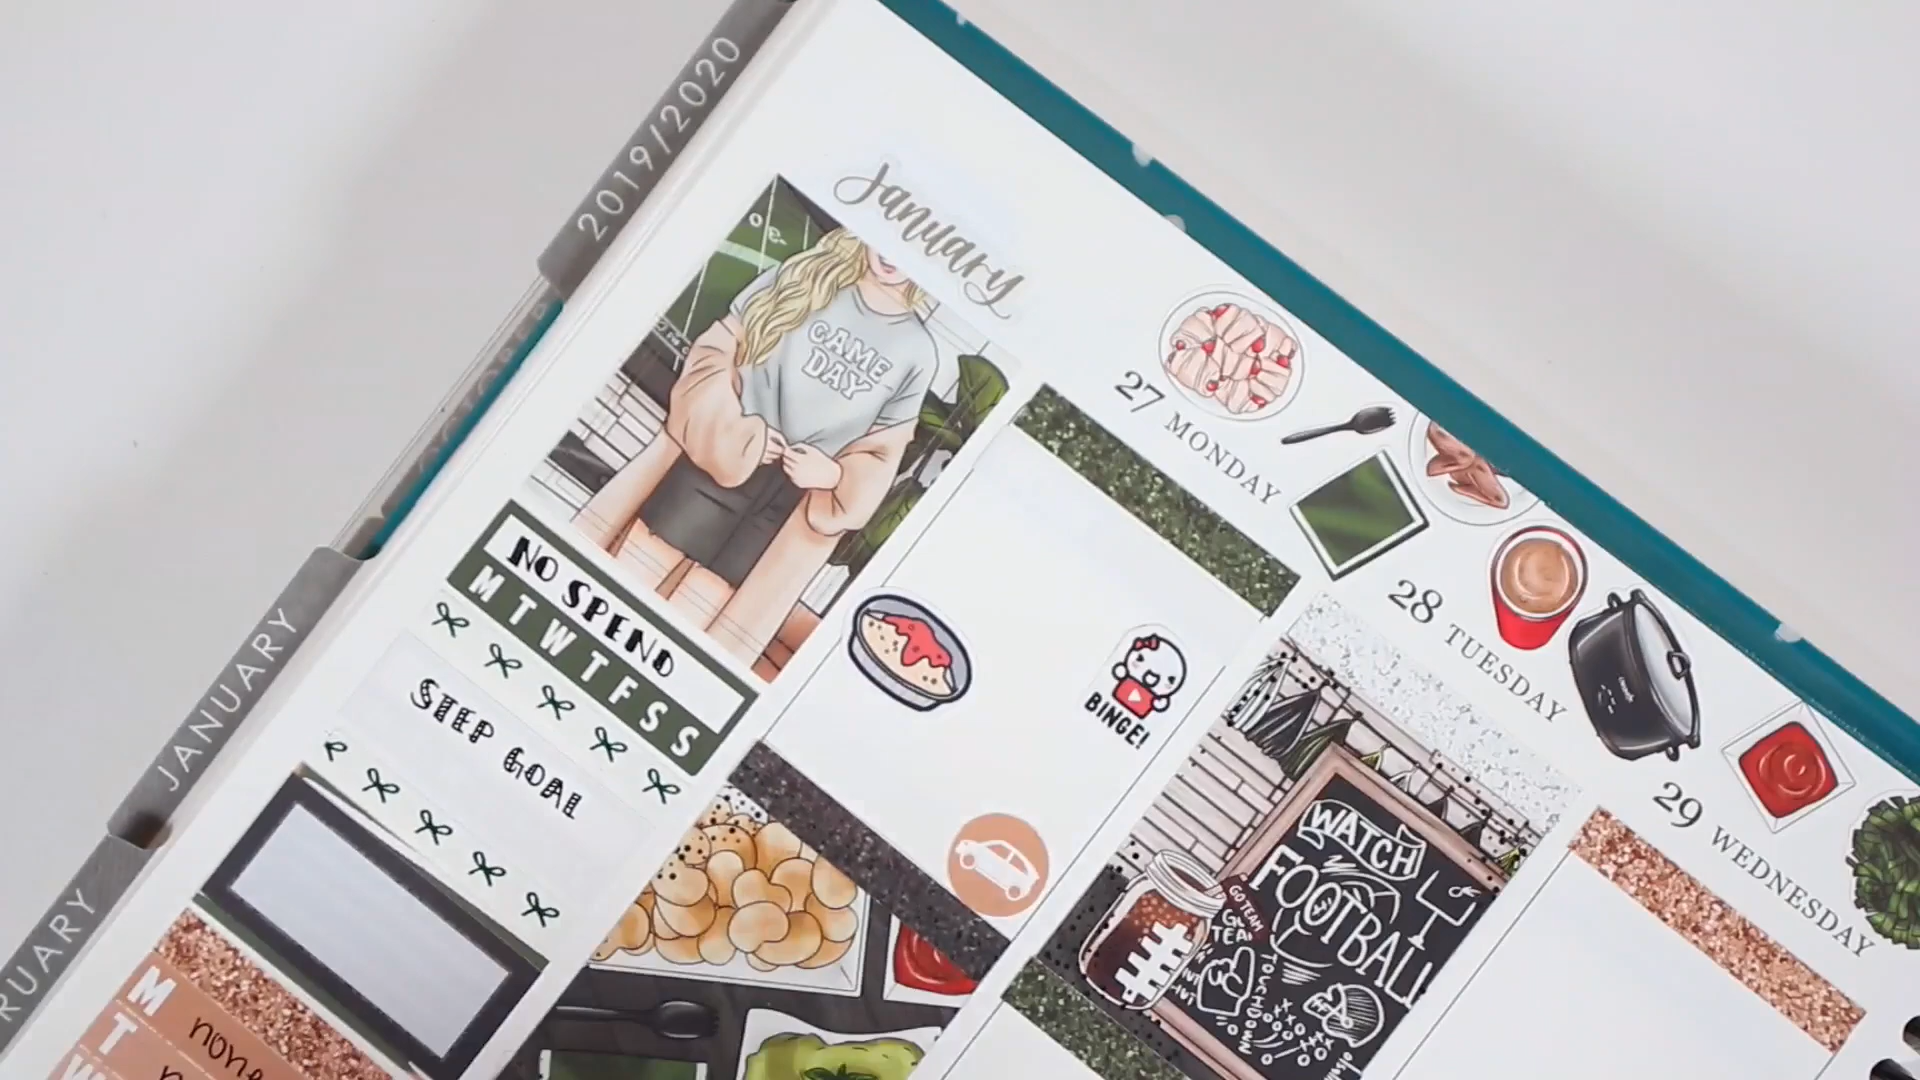 2019/2020
JANUARY
RUARY
January
GAME
DAY
NO SPEND
M T W T F S S
STEP GOAL
M
none
T
W
27 MONDAY
BINGE!
28 TUESDAY
WATCH
FOOTBALL
GO TEAM
TOUCHDOWN
29 WEDNESDAY